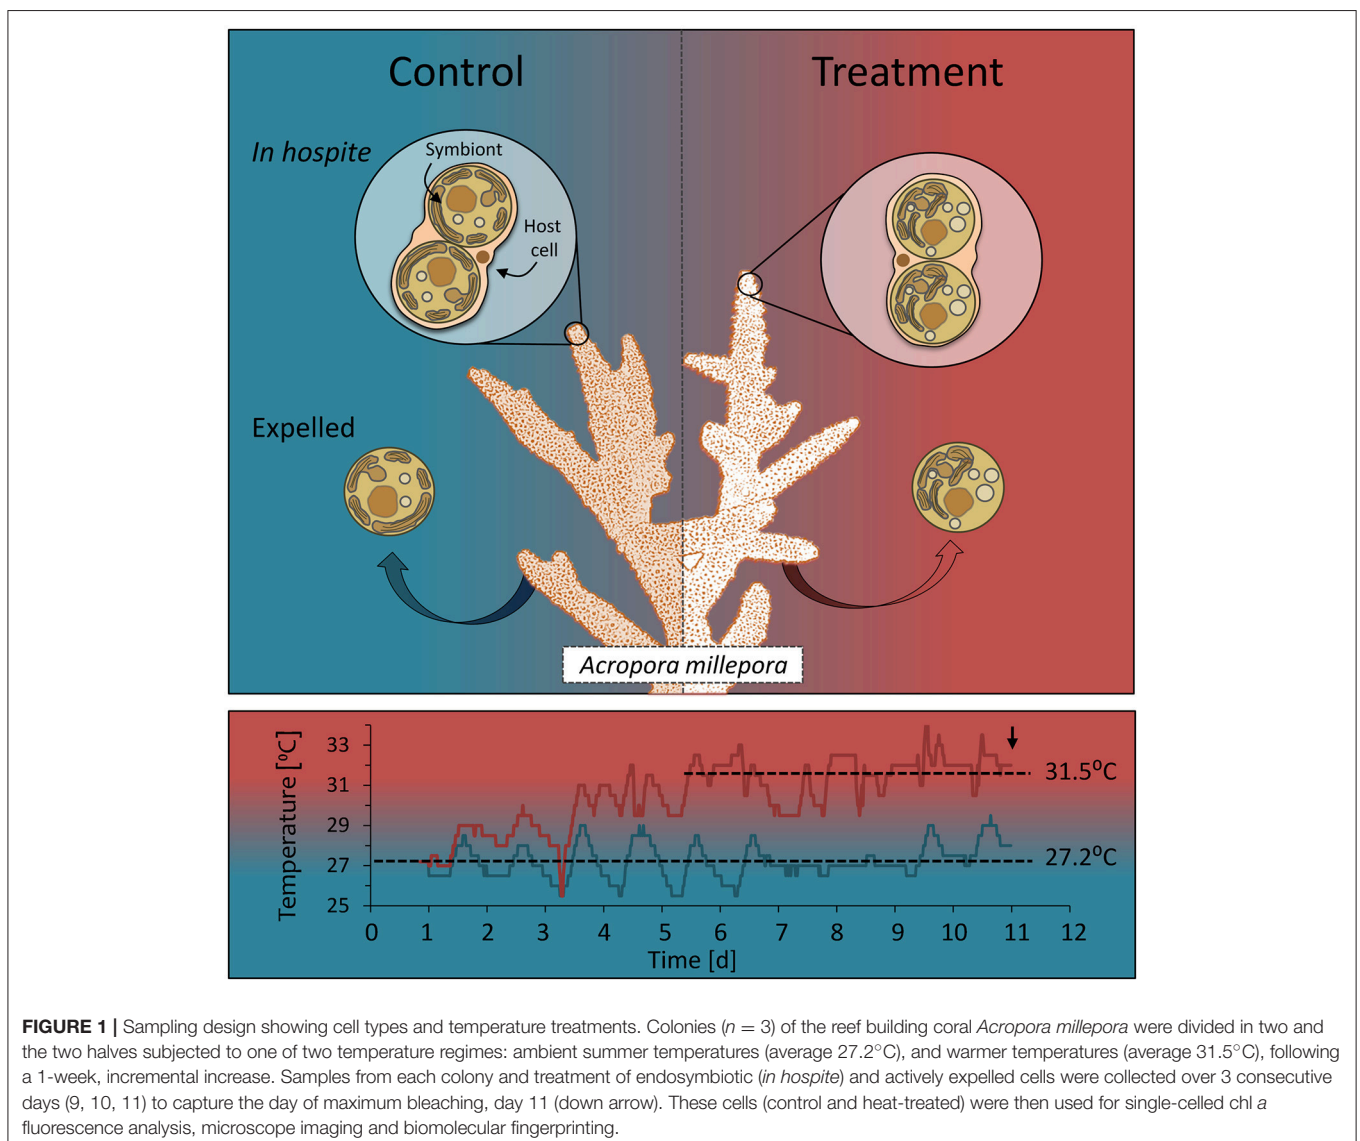 Control
Treatment
In hospite
Symbiont
Host
cell
Expelled
Acropora millepora
Temperature [⁰C]
33
31
29
27
25
31.5⁰C
27.2⁰C
0 1 2 3 4 5 6 7 8 9 10 11 12
Time [d]
FIGURE 1 | Sampling design showing cell types and temperature treatments. Colonies (n = 3) of the reef building coral Acropora millepora were divided in two and
the two halves subjected to one of two temperature regimes: ambient summer temperatures (average 27.2°C), and warmer temperatures (average 31.5°C), following
a 1-week, incremental increase. Samples from each colony and treatment of endosymbiotic (in hospite) and actively expelled cells were collected over 3 consecutive
days (9, 10, 11) to capture the day of maximum bleaching, day 11 (down arrow). These cells (control and heat-treated) were then used for single-celled chl a
fluorescence analysis, microscope imaging and biomolecular fingerprinting.